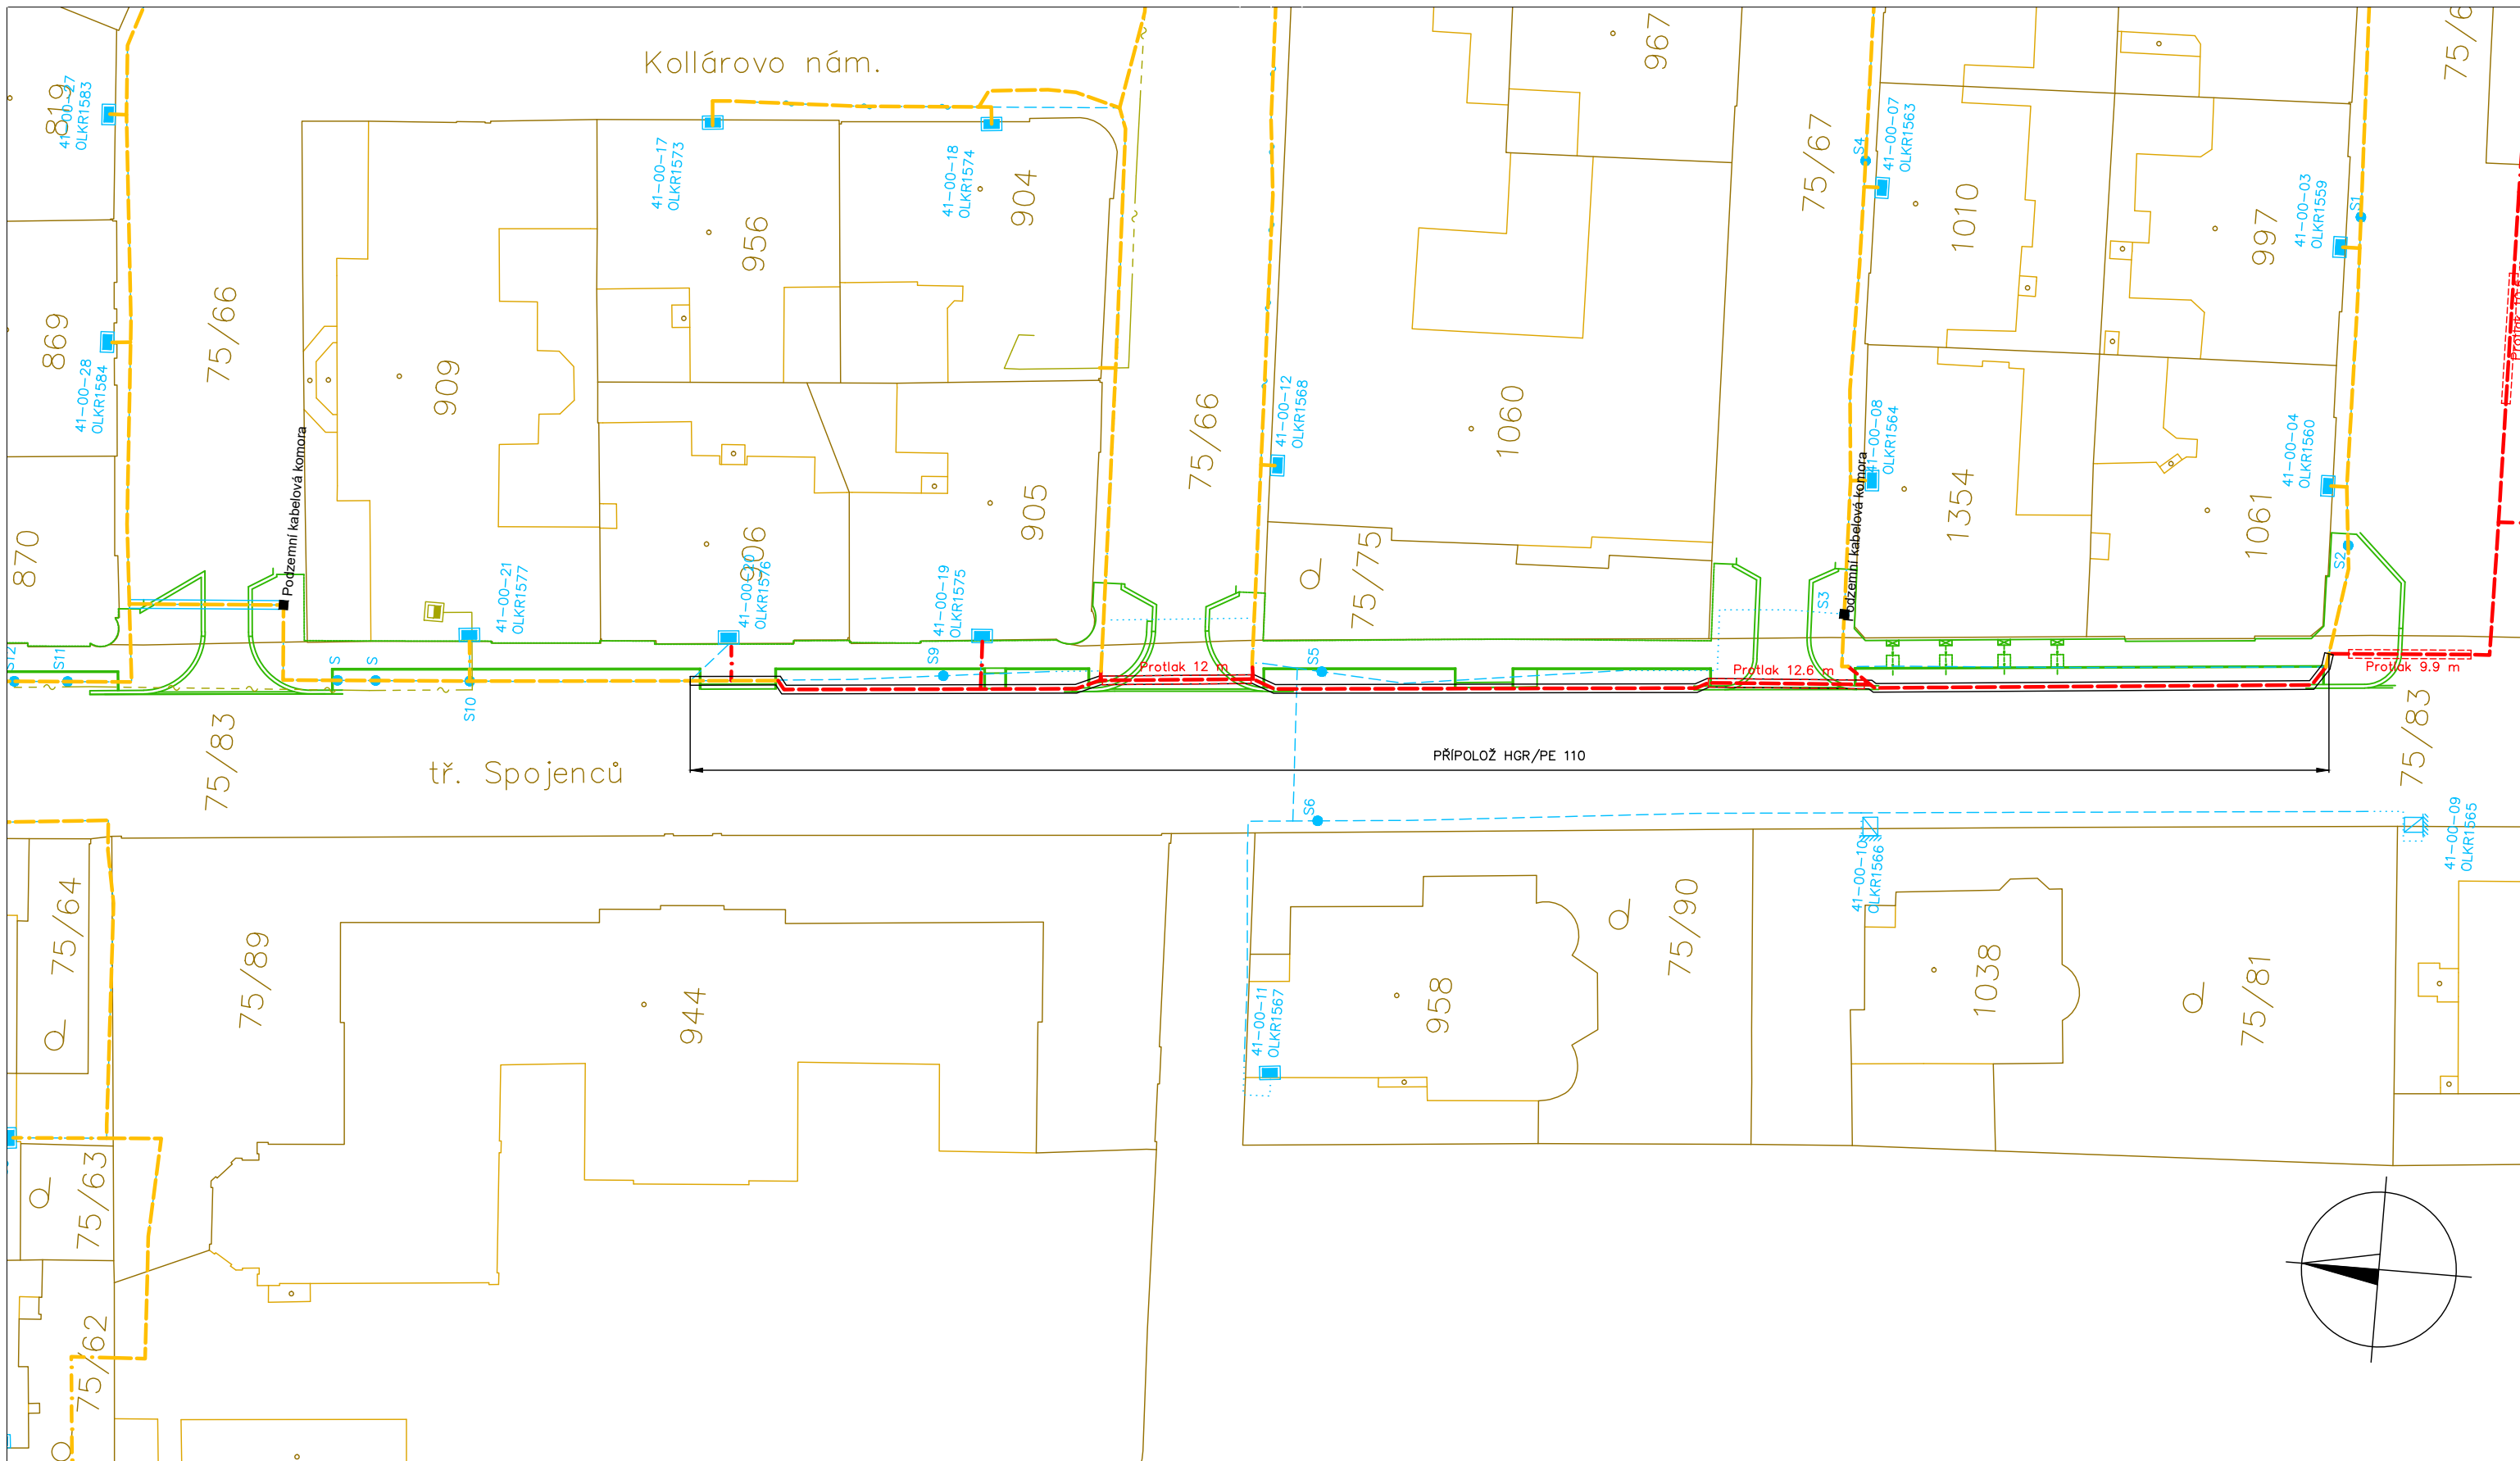 Kollárovo nám.
967
75/6
819
41-00-27
OLKR1583
41-00-17
OLKR1573
41-00-18
OLKR1574
904
956
75/67
S4
41-00-07
OLKR1563
1010
41-00-03
OLKR1559
S1
997
869
41-00-28
OLKR1584
75/66
909
75/66
41-00-12
OLKR1568
1060
41-00-08
OLKR1564
1354
41-00-04
OLKR1560
1061
870
Podzemní kabelová komora
41-00-21
OLKR1577
906
41-00-20
OLKR1576
905
41-00-19
OLKR1575
75/75
S3
Podzemní kabelová komora
S2
S12
S11
S
S
S10
S9
Protlak 12 m
S5
Protlak 12.6 m
Protlak 9.9 m
75/83
tř. Spojenců
PŘÍPOLOŽ HGR/PE 110
75/83
S6
41-00-10
OLKR1566
41-00-09
OLKR1565
75/64
75/89
944
41-00-11
OLKR1567
958
75/90
1038
75/81
75/63
75/62